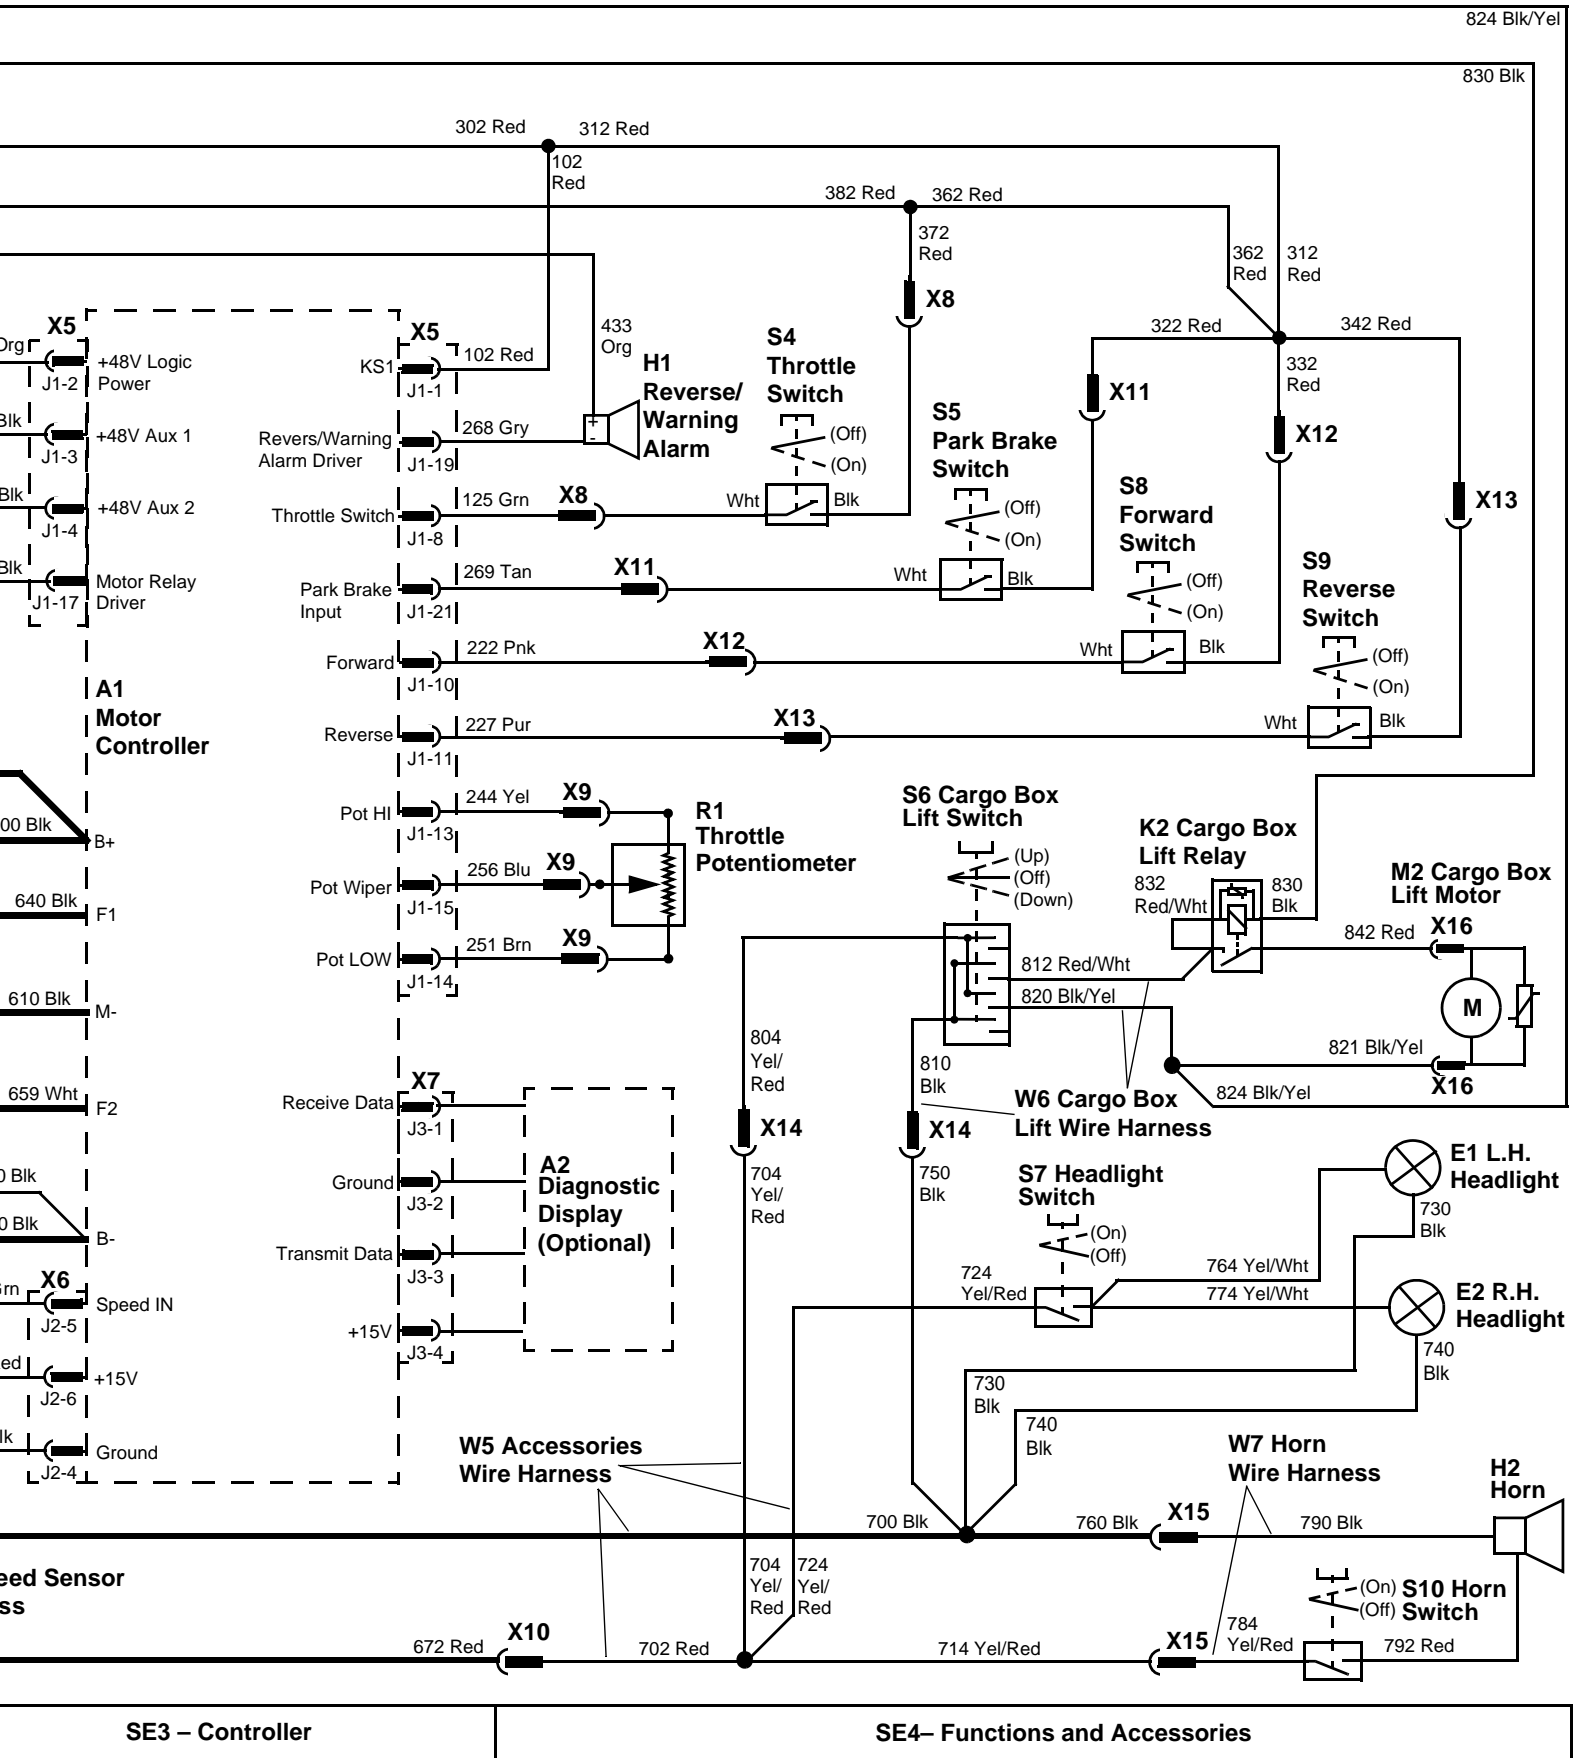 824 Blk/Yel
830 Blk
302 Red
312 Red
102
Red
382 Red
362 Red
372
Red
362
Red
312
Red
X8
433
Org
322 Red
342 Red
332
Red
X5
X5
J1-2
+48V Logic
Power
KS1
102 Red
J1-1
H1
Reverse/
Warning
Alarm
+
-
S4
Throttle
Switch
(Off)
(On)
X11
X12
X13
J1-3
+48V Aux 1
Revers/Warning
Alarm Driver
268 Gry
J1-19
S5
Park Brake
Switch
(Off)
(On)
J1-4
+48V Aux 2
Throttle Switch
125 Grn
J1-8
X8
Wht
Blk
S8
Forward
Switch
(Off)
(On)
Blk
J1-17
Motor Relay
Driver
Park Brake
Input
269 Tan
J1-21
X11
Wht
Blk
S9
Reverse
Switch
(Off)
(On)
Forward
222 Pnk
J1-10
X12
Wht
Blk
A1
Motor
Controller
Reverse
227 Pur
J1-11
X13
Wht
Blk
00 Blk
B+
Pot HI
244 Yel
J1-13
X9
R1
Throttle
Potentiometer
S6 Cargo Box
Lift Switch
(Up)
(Off)
(Down)
K2 Cargo Box
Lift Relay
832
Red/Wht
830
Blk
M2 Cargo Box
Lift Motor
640 Blk
F1
Pot Wiper
256 Blu
J1-15
X9
842 Red
X16
Pot LOW
251 Brn
J1-14
X9
812 Red/Wht
820 Blk/Yel
M
610 Blk
M-
804
Yel/
Red
810
Blk
821 Blk/Yel
X16
824 Blk/Yel
W6 Cargo Box
Lift Wire Harness
659 Wht
F2
X7
Receive Data
J3-1
X14
X14
A2
Diagnostic
Display
(Optional)
Ground
J3-2
704
Yel/
Red
750
Blk
S7 Headlight
Switch
(On)
(Off)
E1 L.H.
Headlight
730
Blk
0 Blk
0 Blk
B-
Transmit Data
J3-3
724
Yel/Red
764 Yel/Wht
774 Yel/Wht
E2 R.H.
Headlight
740
Blk
X6
Speed IN
J2-5
+15V
J3-4
+15V
J2-6
730
Blk
740
Blk
Ground
J2-4
W5 Accessories
Wire Harness
W7 Horn
Wire Harness
H2
Horn
700 Blk
760 Blk
X15
790 Blk
eed Sensor
ss
704
Yel/
Red
724
Yel/
Red
(On)
(Off)
S10 Horn
Switch
672 Red
X10
702 Red
714 Yel/Red
X15
784
Yel/Red
792 Red
SE3 – Controller
SE4– Functions and Accessories